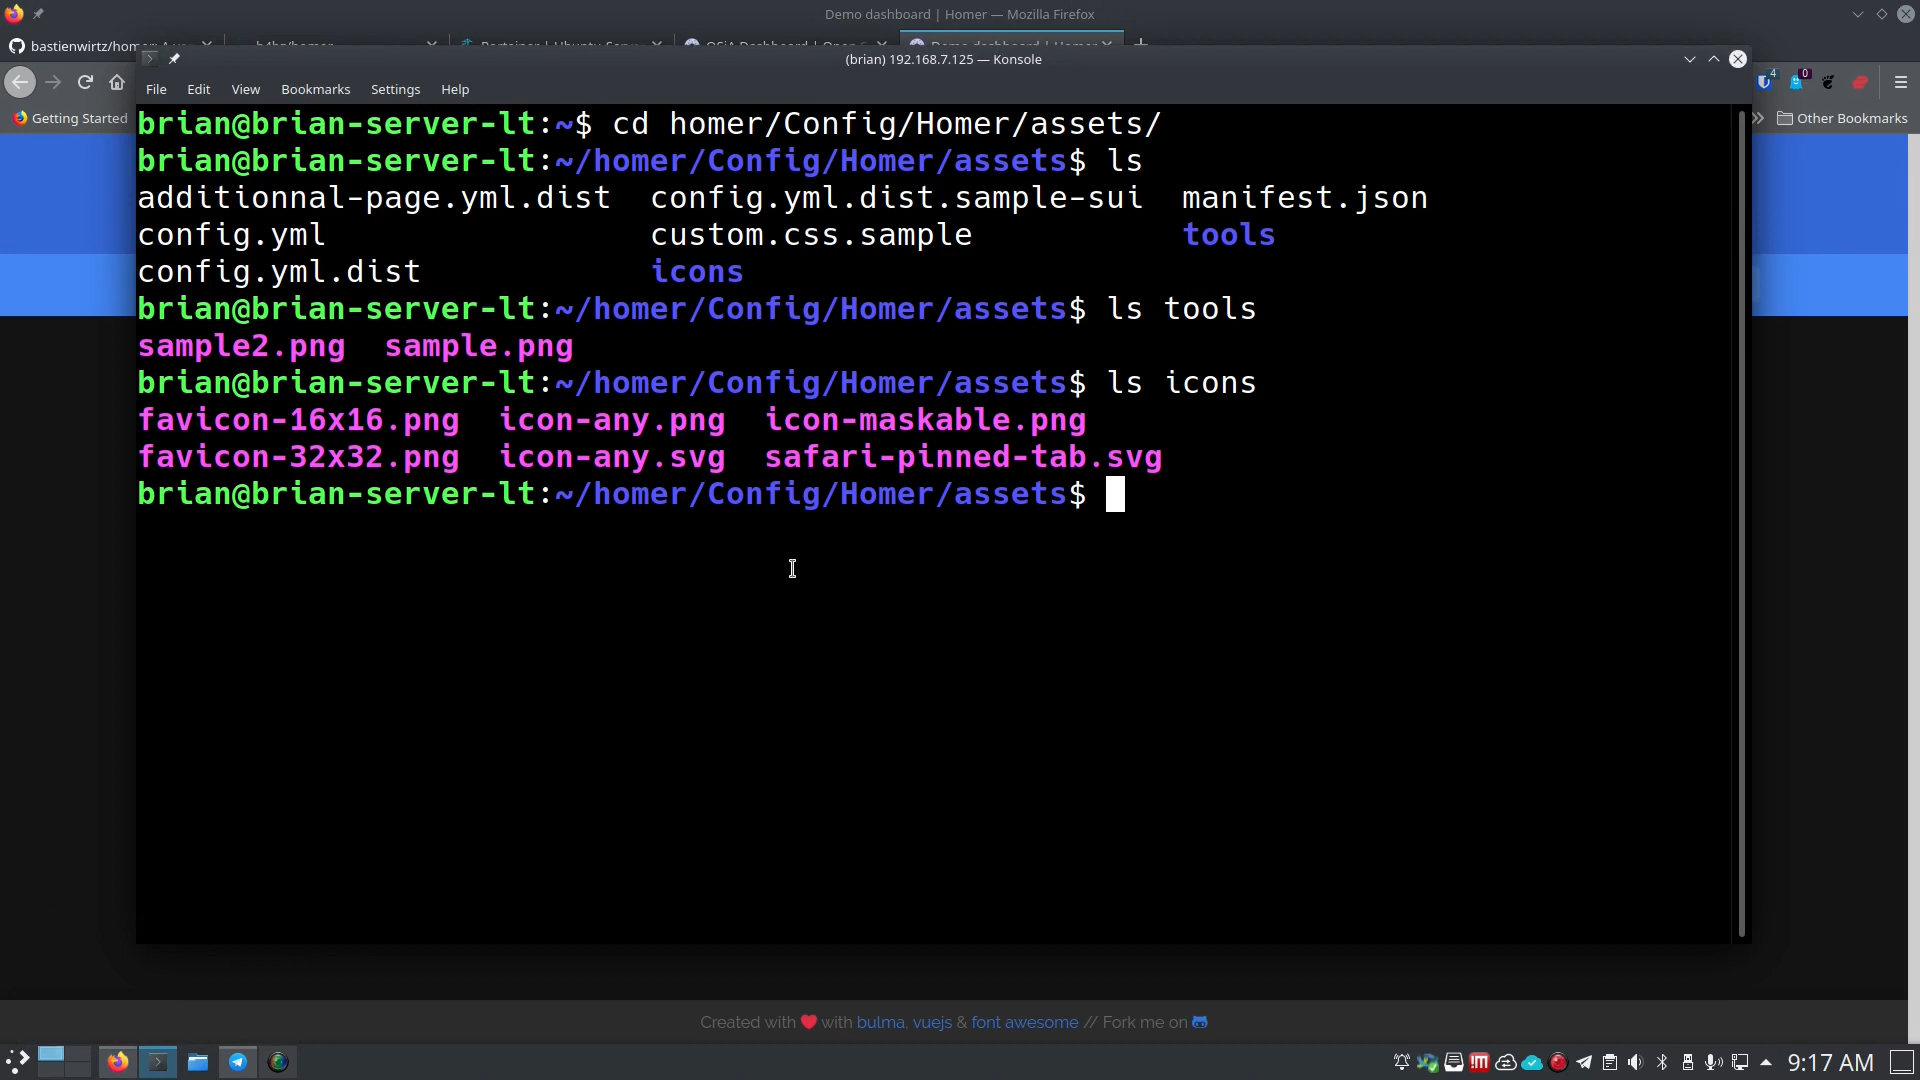 Demo dashboard | Homer — Mozilla Firefox
(brian) 192.168.7.125 — Konsole
File Edit View Bookmarks Settings Help
4 0
Getting Started
Other Bookmarks
brian@brian-server-lt:~$ cd homer/Config/Homer/assets/
brian@brian-server-lt:~/homer/Config/Homer/assets$ ls
additionnal-page.yml.dist config.yml.dist.sample-sui manifest.json
config.yml custom.css.sample tools
config.yml.dist icons
brian@brian-server-lt:~/homer/Config/Homer/assets$ ls tools
sample2.png sample.png
brian@brian-server-lt:~/homer/Config/Homer/assets$ ls icons
favicon-16x16.png icon-any.png icon-maskable.png
favicon-32x32.png icon-any.svg safari-pinned-tab.svg
brian@brian-server-lt:~/homer/Config/Homer/assets$
Created with ❤️ with bulma, vuejs & font awesome // Fork me on
9:17 AM